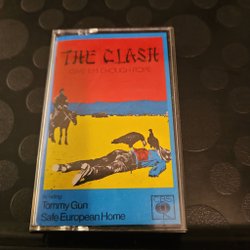 THE CLASH
GIVE 'EM ENOUGH ROPE
Including:
Tommy Gun
Safe European Home
CBS